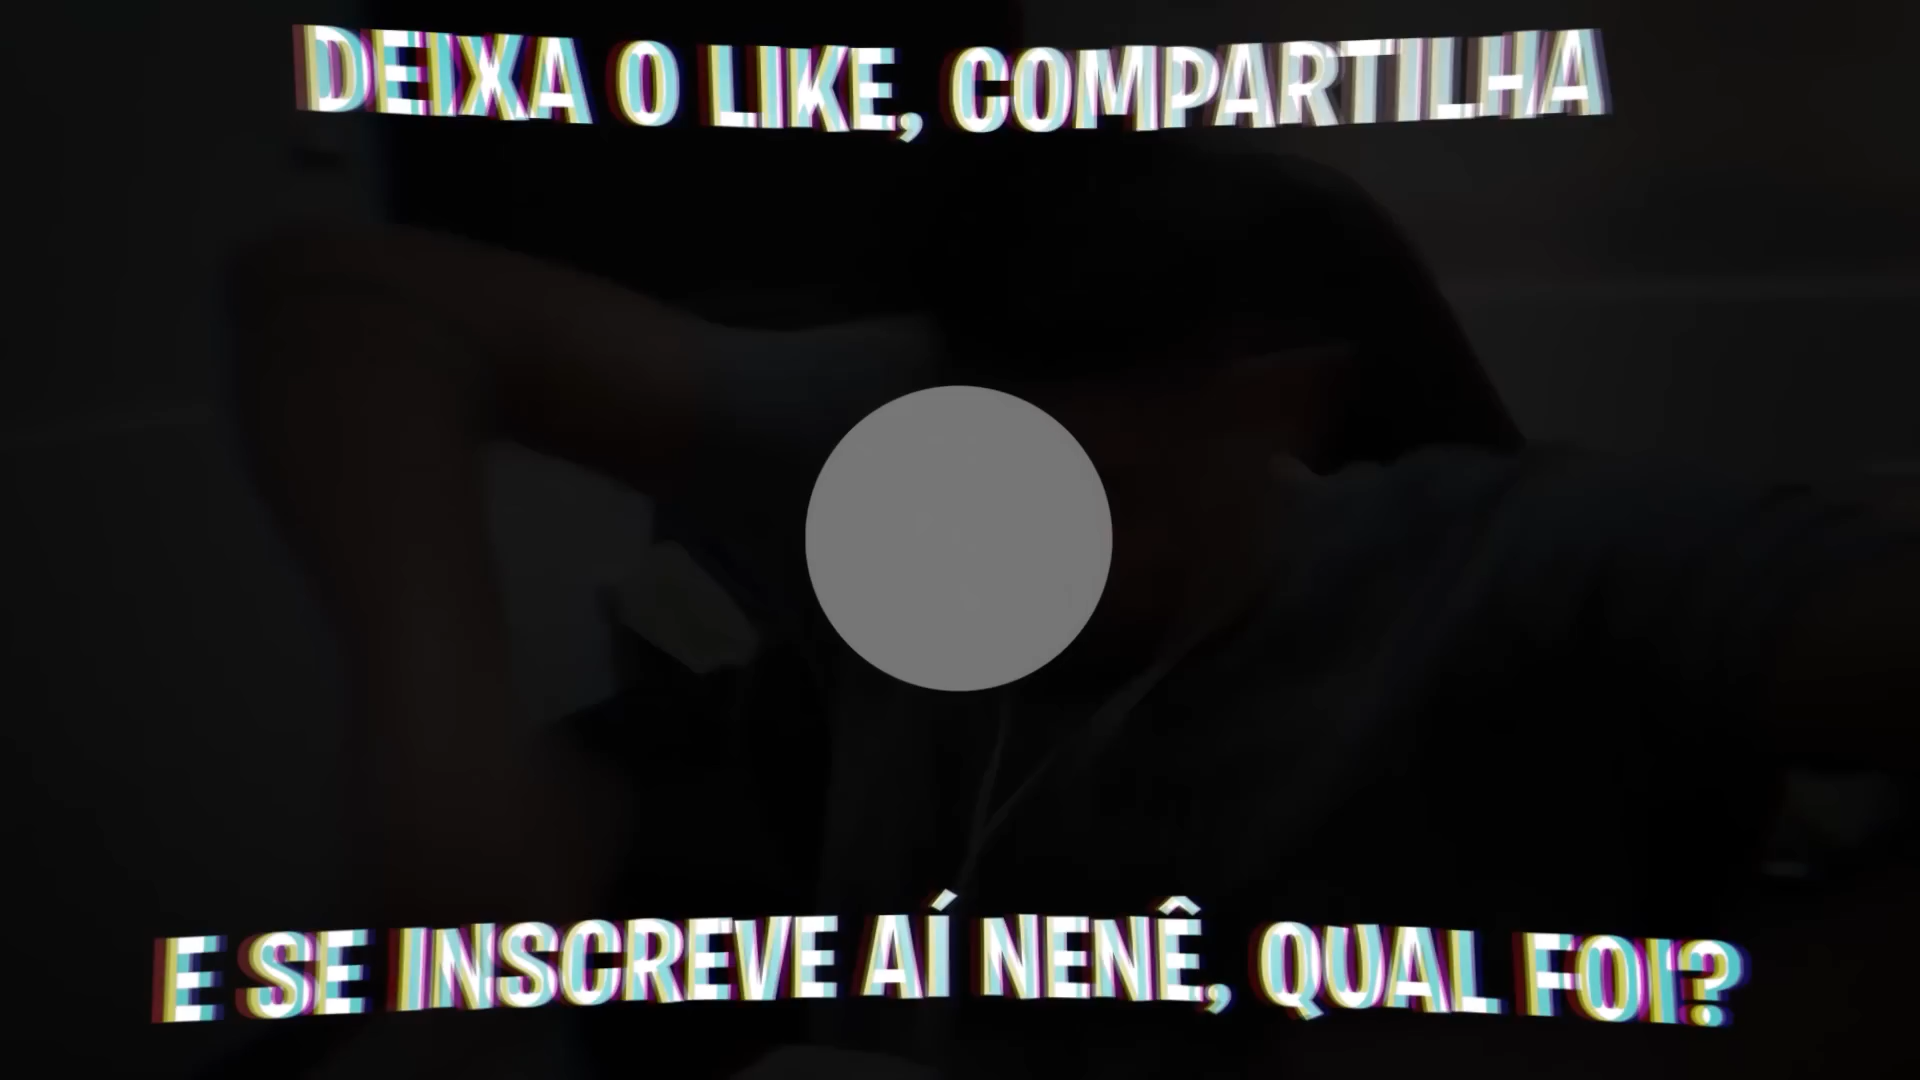 DEIXA O LIKE, COMPARTILHA
E SE INSCREVE AÍ NENÊ, QUAL FOI?